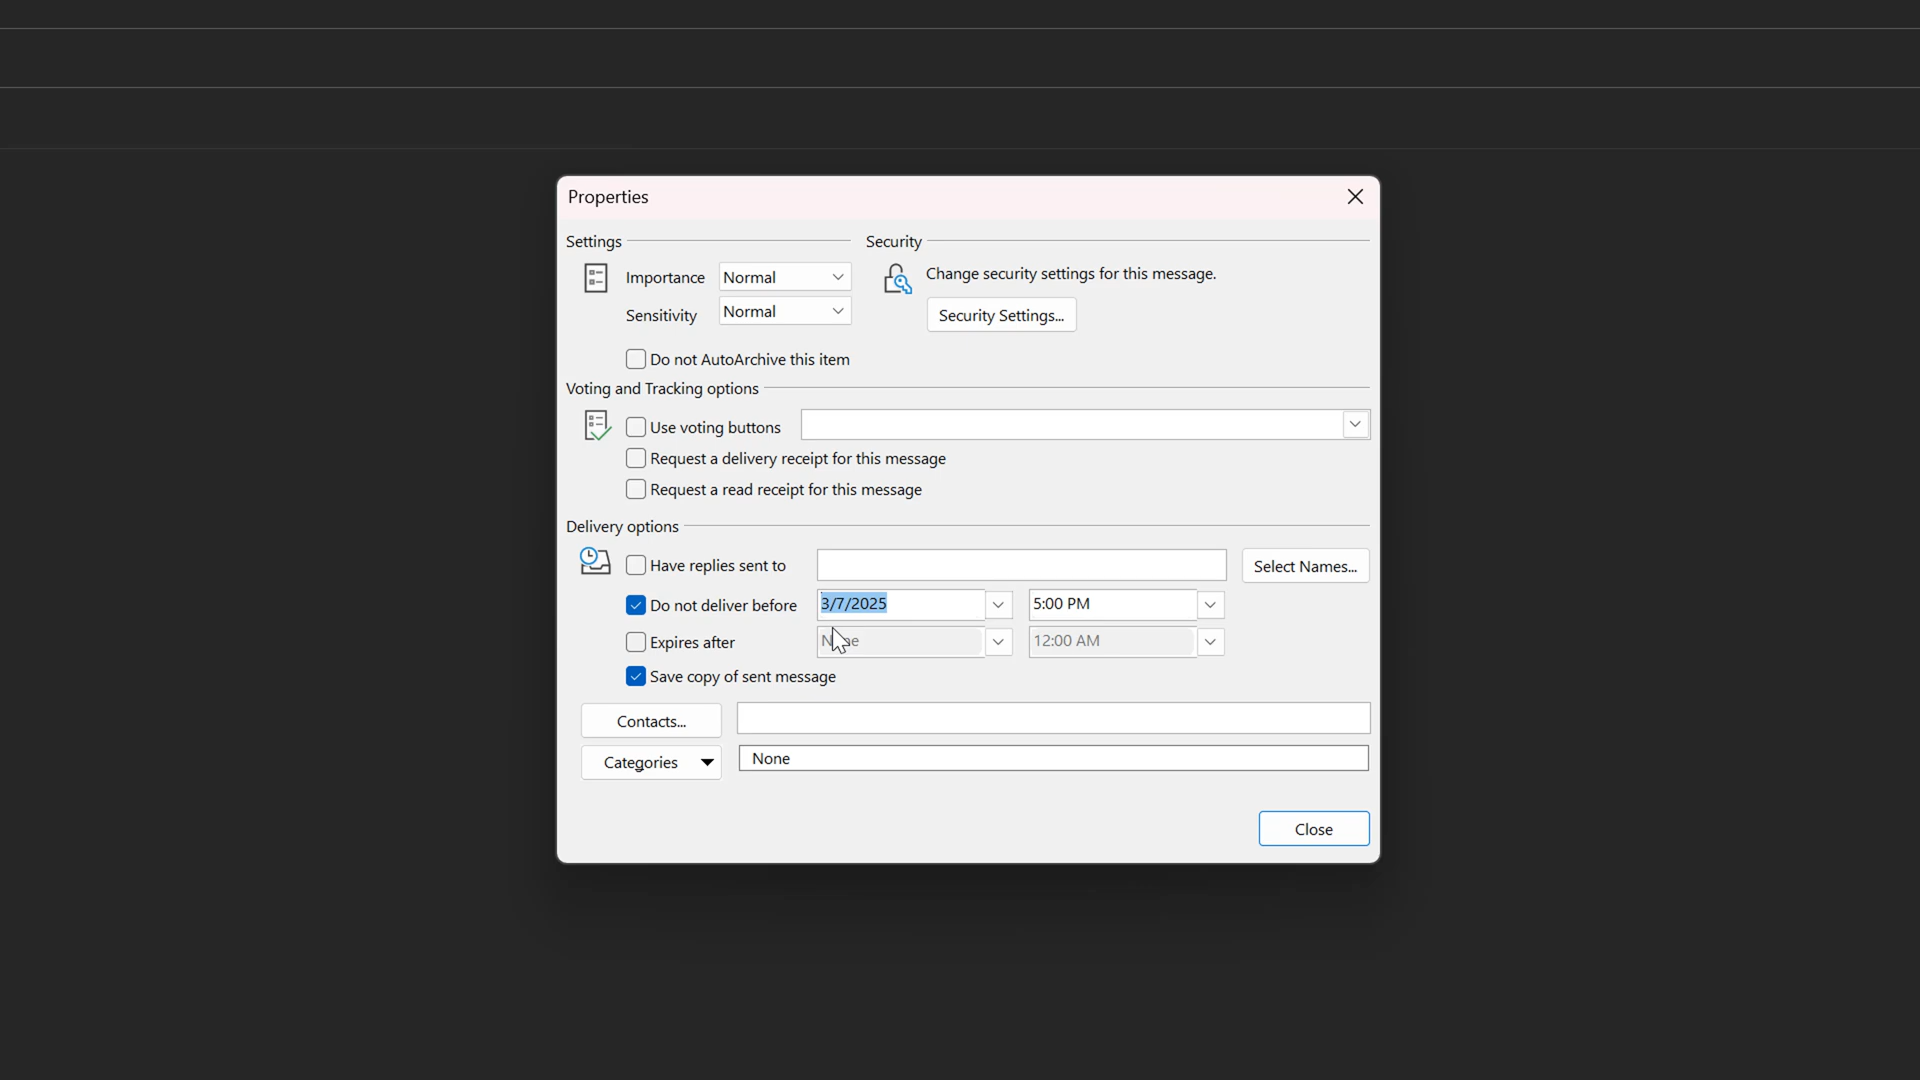 Properties
Settings
Security
Importance Normal
Change security settings for this message.
Sensitivity Normal
Security Settings...
Do not AutoArchive this item
Voting and Tracking options
Use voting buttons
Request a delivery receipt for this message
Request a read receipt for this message
Delivery options
Have replies sent to
Select Names...
Do not deliver before 3/7/2025 5:00 PM
Expires after None 12:00 AM
Save copy of sent message
Contacts...
Categories None
Close